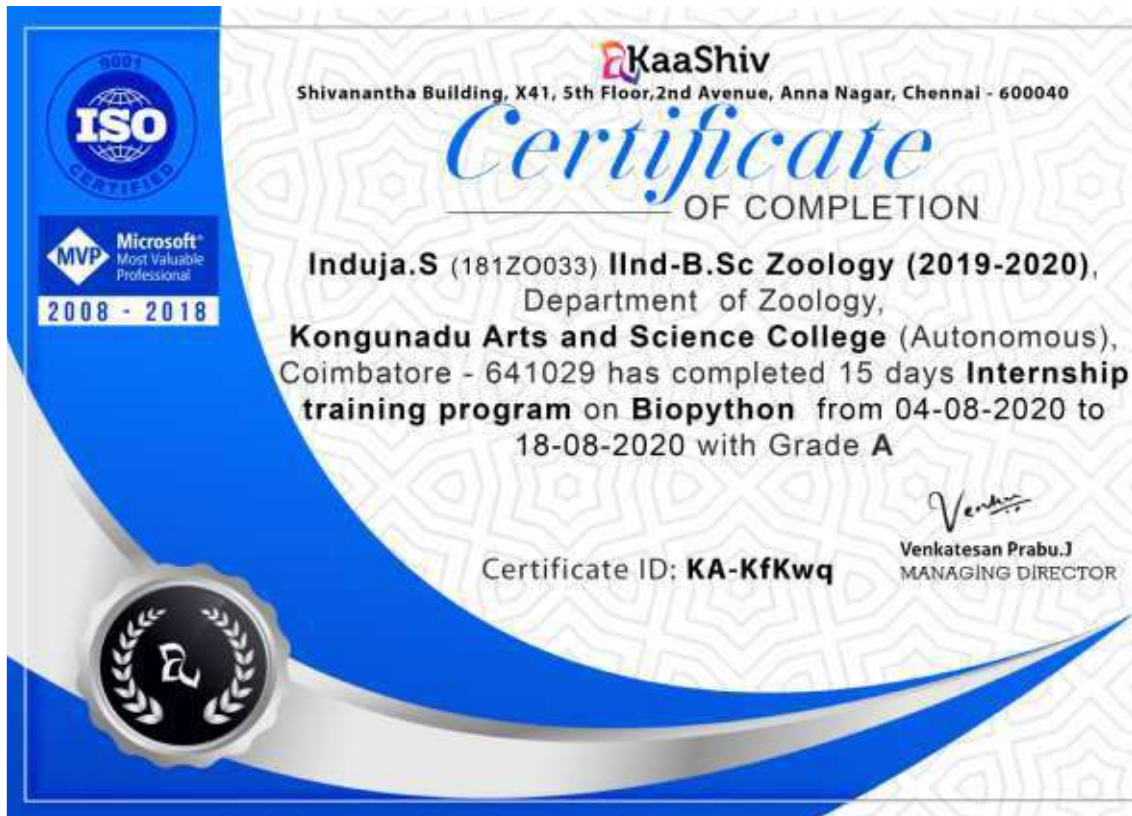 9001
ISO
CERTIFIED
MVP
Microsoft®
Most Valuable
Professional
2008 - 2018
KaaShiv
Shivanantha Building, X41, 5th Floor,2nd Avenue, Anna Nagar, Chennai - 600040
Certificate
OF COMPLETION
Induja.S (181ZO033) IInd-B.Sc Zoology (2019-2020),
Department of Zoology,
Kongunadu Arts and Science College (Autonomous),
Coimbatore - 641029 has completed 15 days Internship
training program on Biopython from 04-08-2020 to
18-08-2020 with Grade A
Venkatesan Prabu.J
MANAGING DIRECTOR
Certificate ID: KA-KfKwq